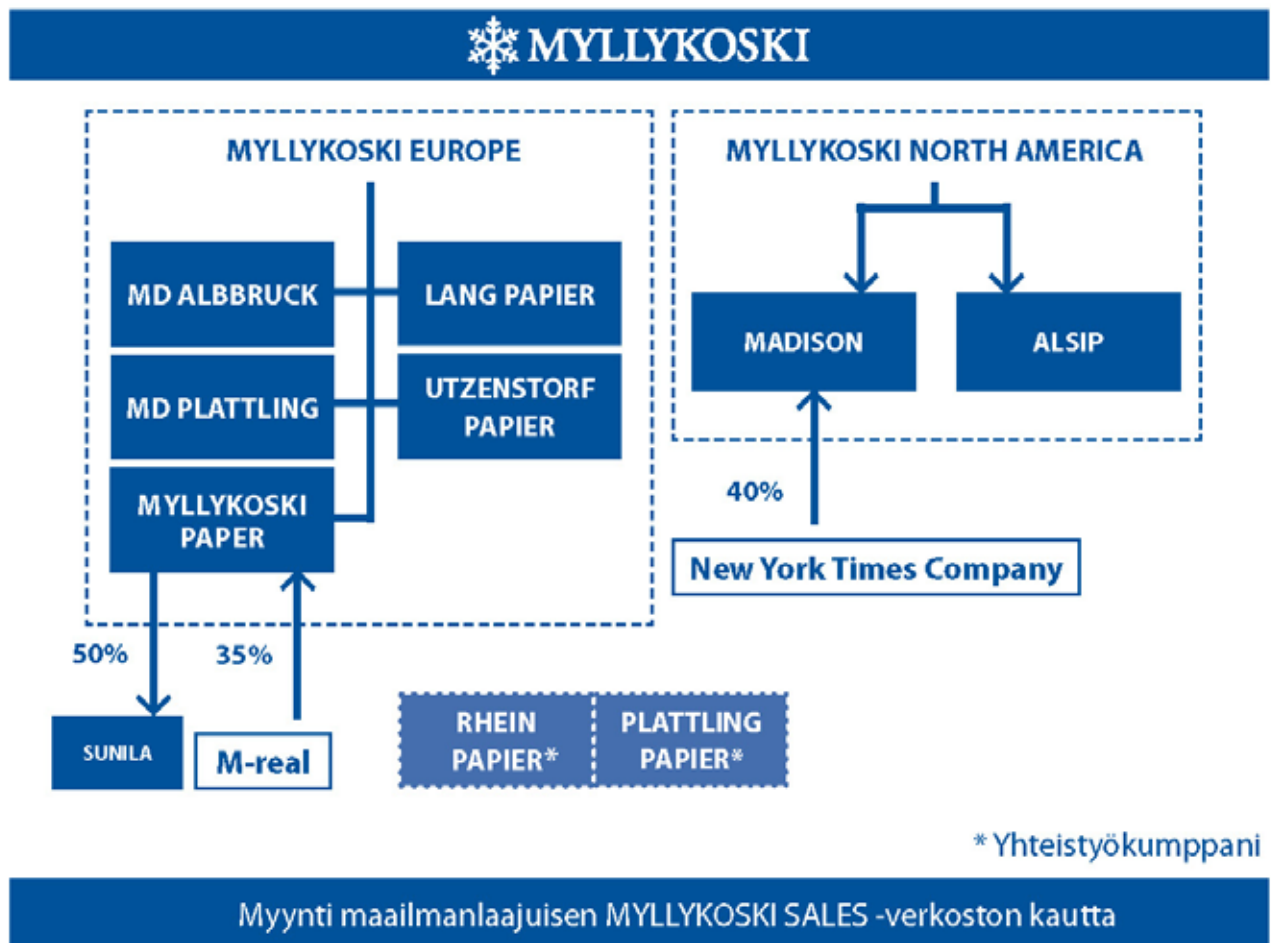 MYLLYKOSKI
MYLLYKOSKI EUROPE
MD ALBBRUCK
LANG PAPIER
MD PLATTLING
UTZENSTORF
PAPIER
MYLLYKOSKI
PAPER
50%
35%
SUNILA
M-real
MYLLYKOSKI NORTH AMERICA
MADISON
ALSIP
40%
New York Times Company
RHEIN
PAPIER*
PLATTLING
PAPIER*
* Yhteistyökumppani
Myynti maailmanlaajuisen MYLLYKOSKI SALES -verkoston kautta